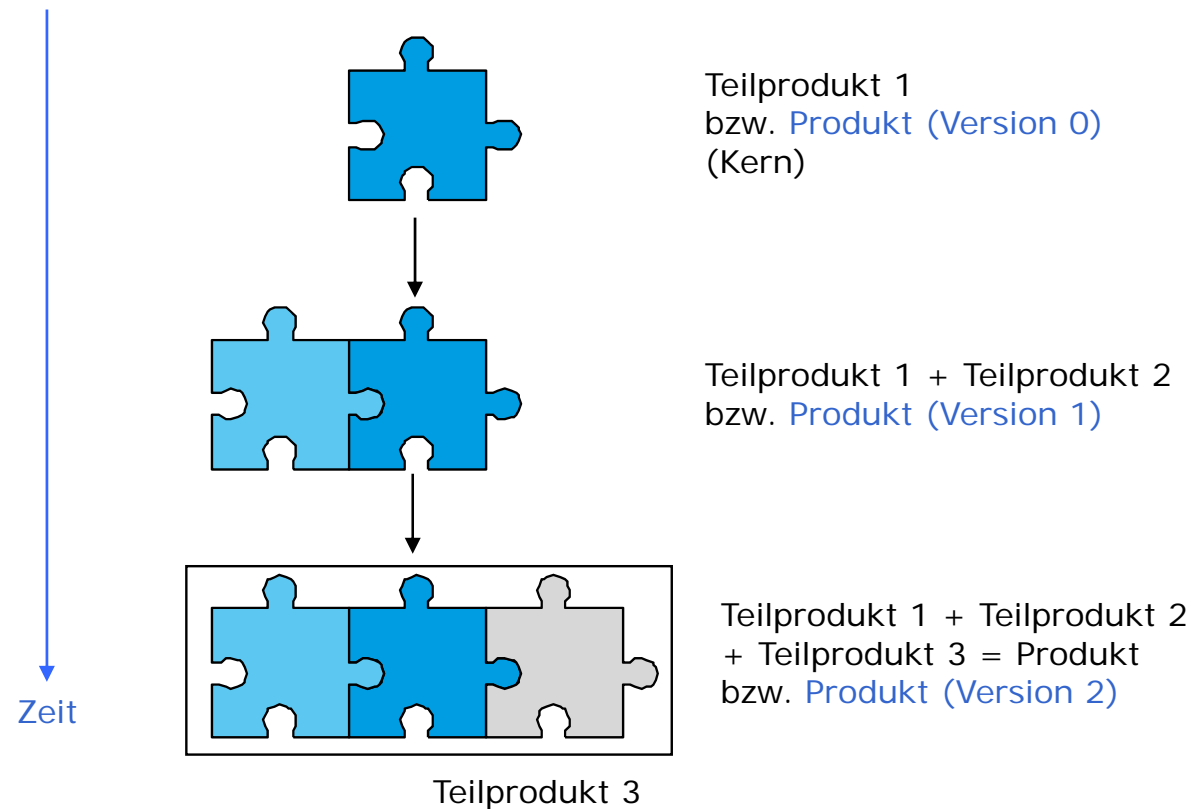 Teilprodukt 1
bzw. Produkt (Version 0)
(Kern)
Teilprodukt 1 + Teilprodukt 2
bzw. Produkt (Version 1)
Teilprodukt 1 + Teilprodukt 2
+ Teilprodukt 3 = Produkt
bzw. Produkt (Version 2)
Zeit
Teilprodukt 3